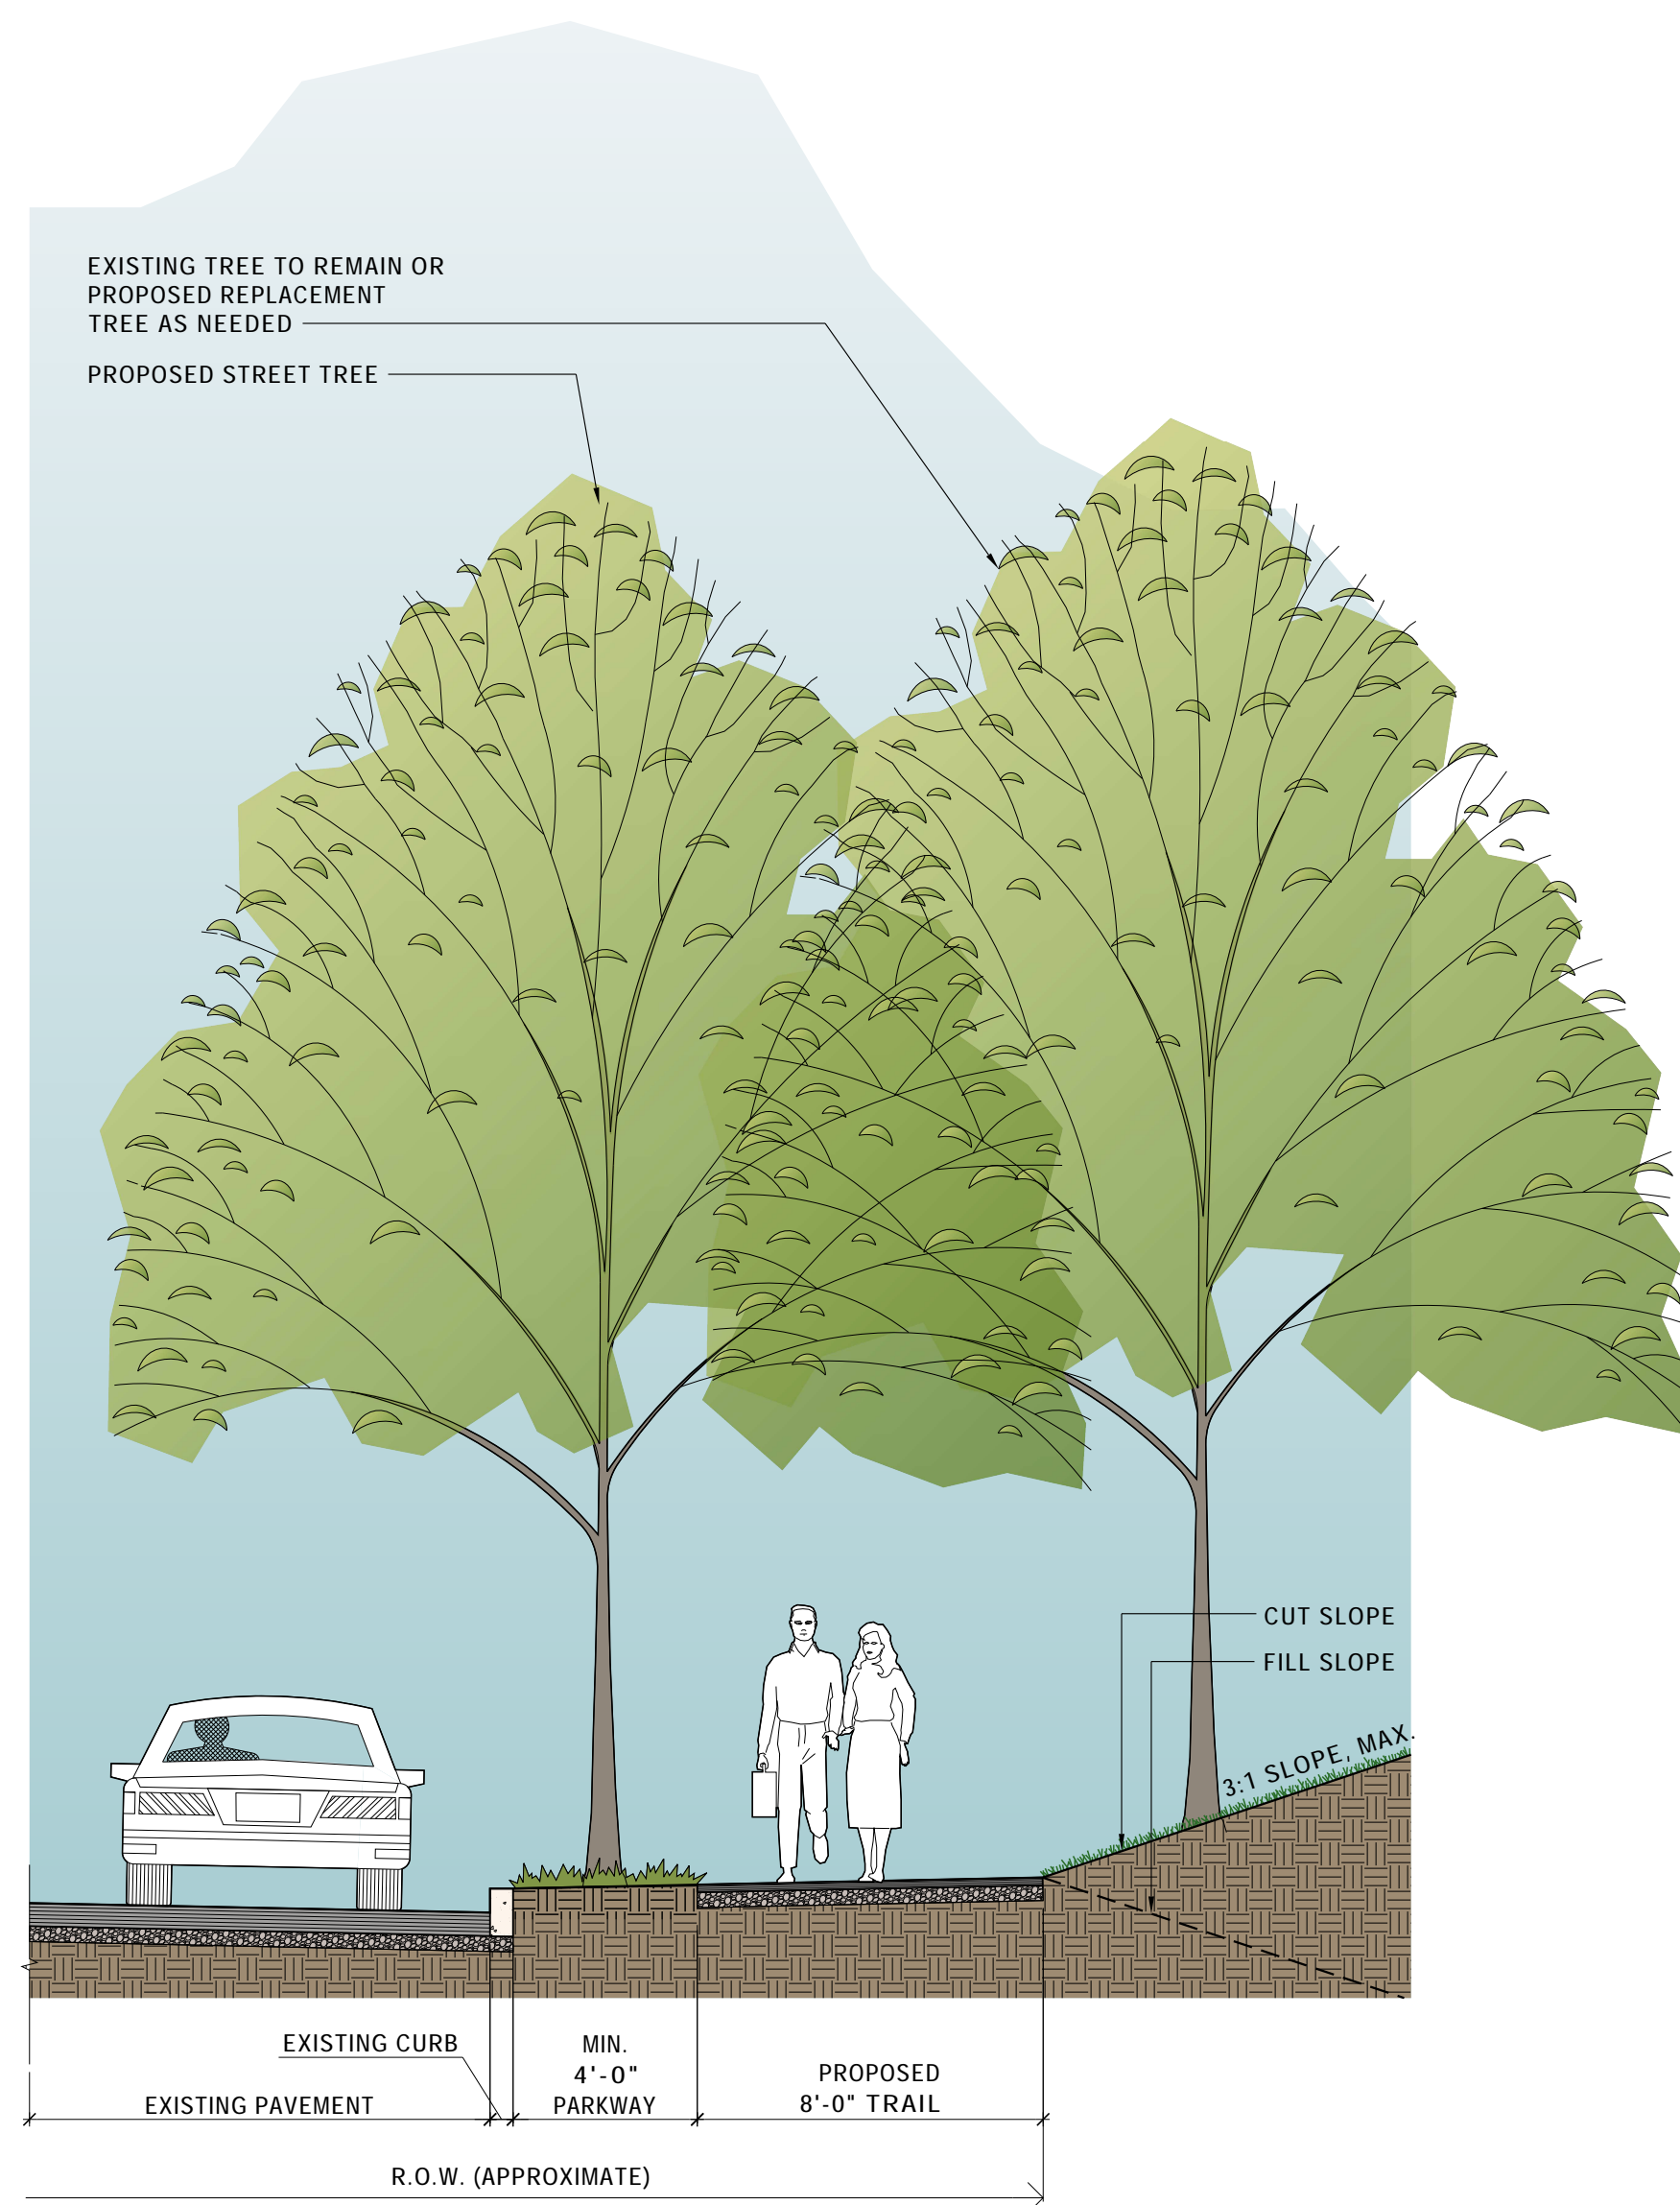 EXISTING TREE TO REMAIN OR
PROPOSED REPLACEMENT
TREE AS NEEDED
PROPOSED STREET TREE
CUT SLOPE
FILL SLOPE
3:1 SLOPE, MAX.
EXISTING CURB
MIN.
4'-0"
PARKWAY
PROPOSED
8'-0" TRAIL
EXISTING PAVEMENT
R.O.W. (APPROXIMATE)